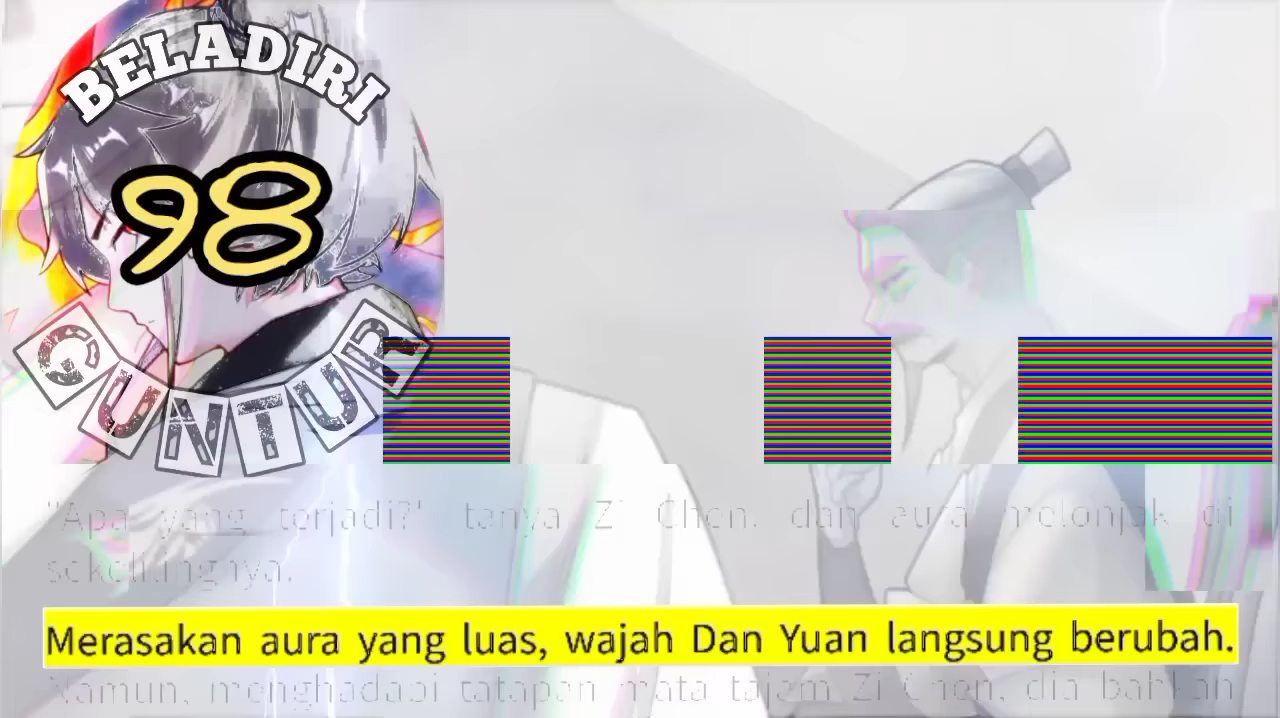 BELADIRI
98
GUNTUR
"Apa yang terjadi?" tanya Zi Chen, dan aura melonjak di
sekelilingnya.
Merasakan aura yang luas, wajah Dan Yuan langsung berubah.
Namun, menghadapi tatapan mata tajam Zi Chen, dia bahkan